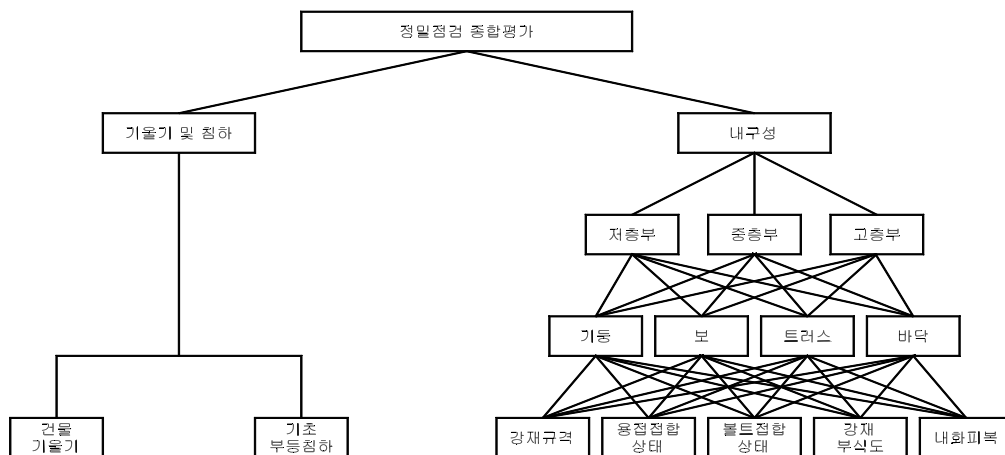 정밀점검 종합평가
기울기 및 침하
내구성
저층부
중층부
고층부
기둥
보
트러스
바닥
건물
기울기
기초
부등침하
강재규격
용접접합
상태
볼트접합
상태
강재
부식도
내화피복